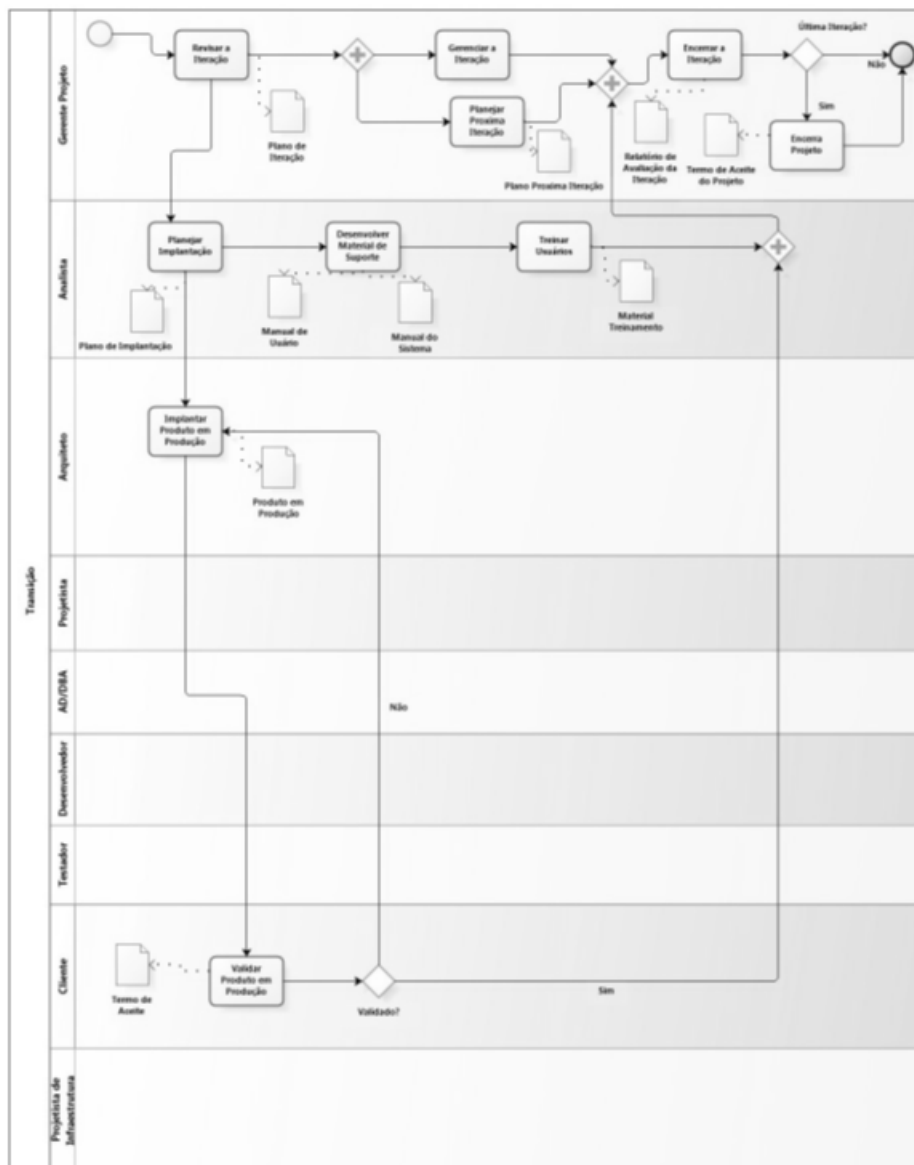 Transição
Gerente Projeto
Revisar a
Iteração
Plano de
Iteração
Gerenciar a
Iteração
Planejar
Proxima
Iteração
Plano Proxima Iteração
Encerrar a
Iteração
Relatório de
Avaliação da
Iteração
Última Iteração?
Não
Sim
Encerra
Projeto
Termo de Aceite
do Projeto
Analista
Planejar
Implantação
Plano de Implantação
Desenvolver
Material de
Suporte
Manual de
Usuário
Manual do
Sistema
Treinar
Usuários
Material
Treinamento
Arquiteto
Implantar
Produto em
Produção
Produto em
Produção
Projetista
AD/DBA
Não
Desenvolvedor
Testador
Cliente
Termo de
Aceite
Validar
Produto em
Produção
Validado?
Sim
Projetista de
Infraestrutura